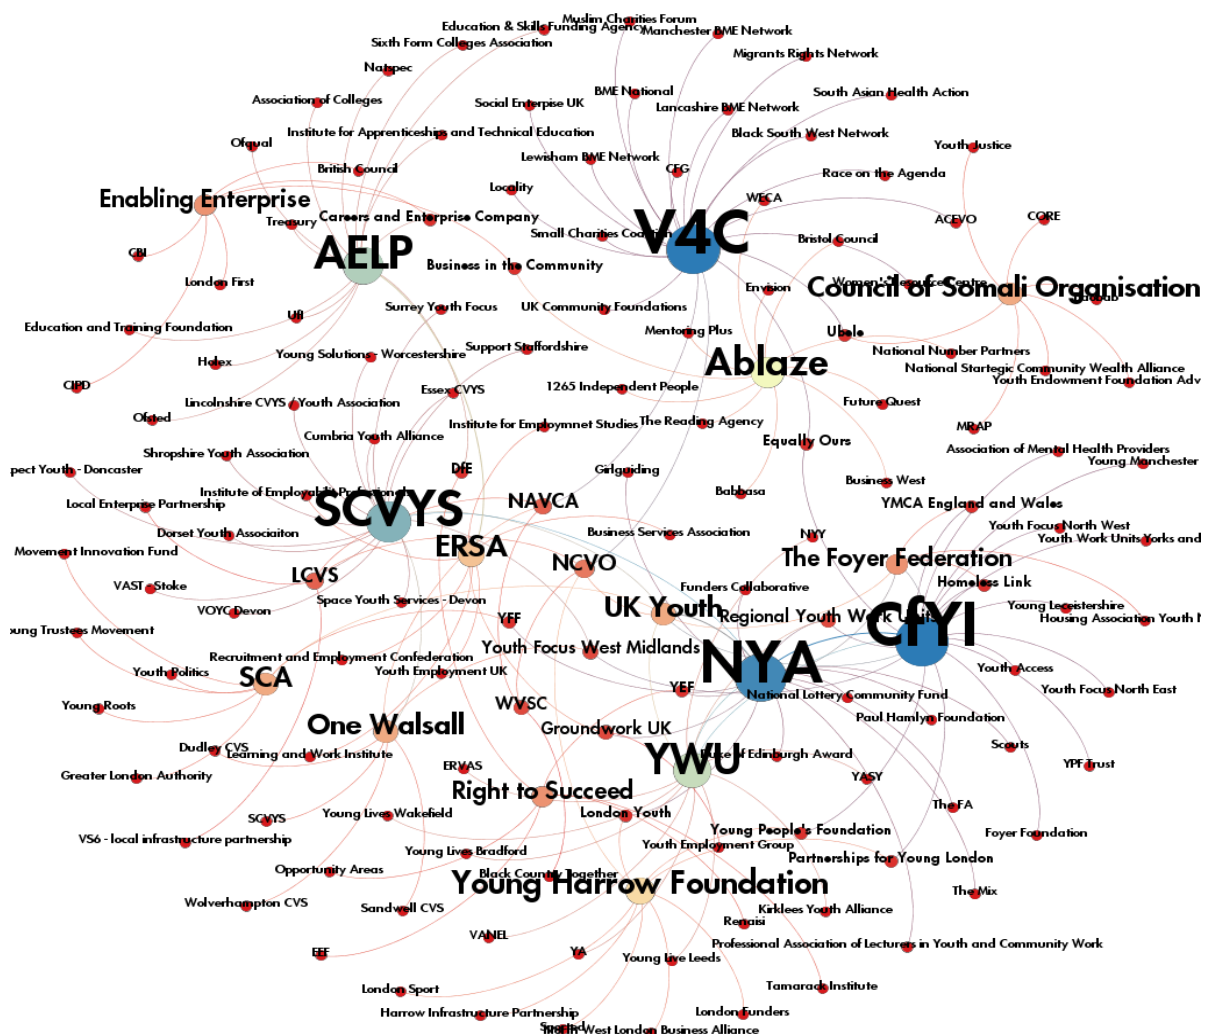 Muslim Charities Forum
Education & Skills Funding Agency
Manchester BME Network
Sixth Form Colleges Association
Migrants Rights Network
Natspec
BME National
South Asian Health Action
Association of Colleges
Social Enterpise UK
Lancashire BME Network
Institute for Apprenticeships and Technical Education
Black South West Network
Ofqual
Youth Justice
Lewisham BME Network
British Council
CFG
Race on the Agenda
Locality
Enabling Enterprise
WECA
Treasury
Careers and Enterprise Company
ACEVO
CORE
Small Charities Coalition
V4C
Bristol Council
CBI
AELP
Business in the Community
London First
Envision
Women's Resource Centre
Council of Somali Organisation
Surrey Youth Focus
UK Community Foundations
Ufi
Education and Training Foundation
Mentoring Plus
Ubele
Young Solutions - Worcestershire
Support Staffordshire
National Number Partners
Holex
Ablaze
National Startegic Community Wealth Alliance
CIPD
Essex CVYS
1265 Independent People
Youth Endowment Foundation Adv
Lincolnshire CVYS / Youth Association
Future Quest
Ofsted
Institute for Employmnet Studies
The Reading Agency
MRAP
Cumbria Youth Alliance
Equally Ours
Shropshire Youth Association
Association of Mental Health Providers
Young Manchester
pect Youth - Doncaster
DfE
Girlguiding
Business West
Institute of Employability Professionals
Babbasa
Local Enterprise Partnership
SCVYS
NAVCA
YMCA England and Wales
Dorset Youth Associaiton
Business Services Association
NYY
Youth Focus North West
Youth Work Units Yorks and
Movement Innovation Fund
ERSA
NCVO
The Foyer Federation
LCVS
Homeless Link
VAST - Stoke
Funders Collaborative
Space Youth Services - Devon
VOYC Devon
UK Youth
Regional Youth Work Units
Young Leceistershire
Housing Association Youth N
YFF
CfYI
ung Trustees Movement
Youth Focus West Midlands
Recruitment and Employment Confederation
NYA
Youth Politics
Youth Employment UK
Youth Access
SCA
YEF
National Lottery Community Fund
Youth Focus North East
Young Roots
WVSC
Paul Hamlyn Foundation
One Walsall
Groundwork UK
Dudley CVS
Learning and Work Institute
YWU
Duke of Edinburgh Award
Scouts
Greater London Authority
ERVAS
YASY
YPF Trust
Right to Succeed
SCVYS
Young Lives Wakefield
London Youth
The FA
VS6 - local infrastructure partnership
Young People's Foundation
Foyer Foundation
Youth Employment Group
Young Lives Bradford
Partnerships for Young London
Opportunity Areas
Black Country Together
Young Harrow Foundation
The Mix
Wolverhampton CVS
Sandwell CVS
Kirklees Youth Alliance
Renaisi
VANEL
Professional Association of Lecturers in Youth and Community Work
EEF
YA
Young Live Leeds
London Sport
Tamarack Institute
Harrow Infrastructure Partnership
London Funders
North West London Business Alliance